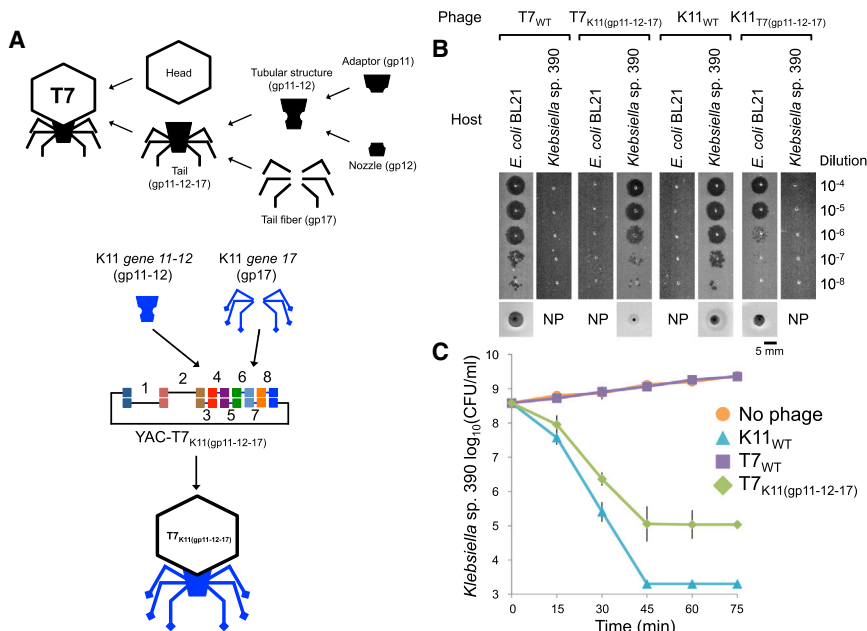 A
T7
Head
Tail
(gp11-12-17)
Tubular structure
(gp11-12)
Tail fiber (gp17)
Adaptor (gp11)
Nozzle (gp12)
K11 gene 11-12
(gp11-12)
K11 gene 17
(gp17)
1
2
3
4
5
6
7
8
YAC-T7K11(gp11-12-17)
T7K11(gp11-12-17)
Phage
T7WT
T7K11(gp11-12-17)
K11WT
K11T7(gp11-12-17)
B
Host
E. coli BL21
Klebsiella sp. 390
E. coli BL21
Klebsiella sp. 390
E. coli BL21
Klebsiella sp. 390
E. coli BL21
Klebsiella sp. 390
Dilution
10-4
10-5
10-6
10-7
10-8
NP
NP
NP
NP
5 mm
C
Klebsiella sp. 390 log10(CFU/ml)
10
9
8
7
6
5
4
3
0
15
30
45
60
75
Time (min)
No phage
K11WT
T7WT
T7K11(gp11-12-17)